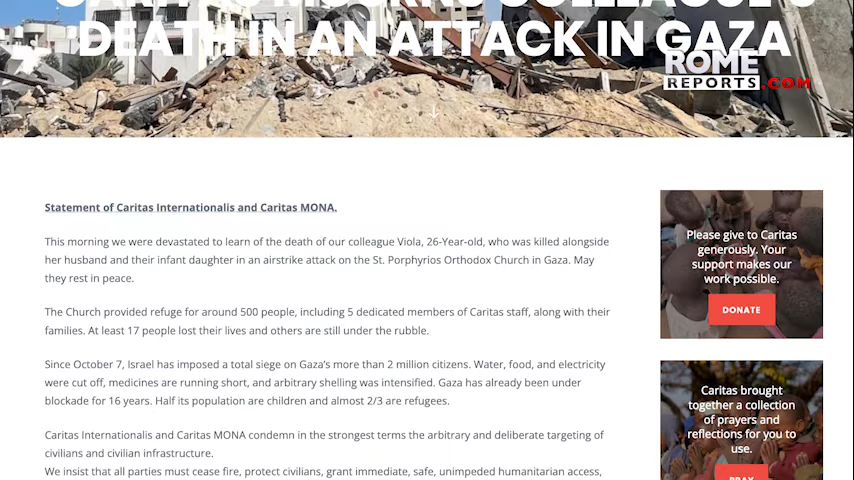 DEATH IN AN ATTACK IN GAZA
ROME
REPORTS.COM
Statement of Caritas Internationalis and Caritas MONA.
This morning we were devastated to learn of the death of our colleague Viola, 26-Year-old, who was killed alongside
her husband and their infant daughter in an airstrike attack on the St. Porphyrios Orthodox Church in Gaza. May
they rest in peace.
The Church provided refuge for around 500 people, including 5 dedicated members of Caritas staff, along with their
families. At least 17 people lost their lives and others are still under the rubble.
Since October 7, Israel has imposed a total siege on Gaza's more than 2 million citizens. Water, food, and electricity
were cut off, medicines are running short, and arbitrary shelling was intensified. Gaza has already been under
blockade for 16 years. Half its population are children and almost 2/3 are refugees.
Caritas Internationalis and Caritas MONA condemn in the strongest terms the arbitrary and deliberate targeting of
civilians and civilian infrastructure.
We insist that all parties must cease fire, protect civilians, grant immediate, safe, unimpeded humanitarian access,
Please give to Caritas
generously. Your
support makes our
work possible.
DONATE
Caritas brought
together a collection
of prayers and
reflections for you to
use.
PRAY